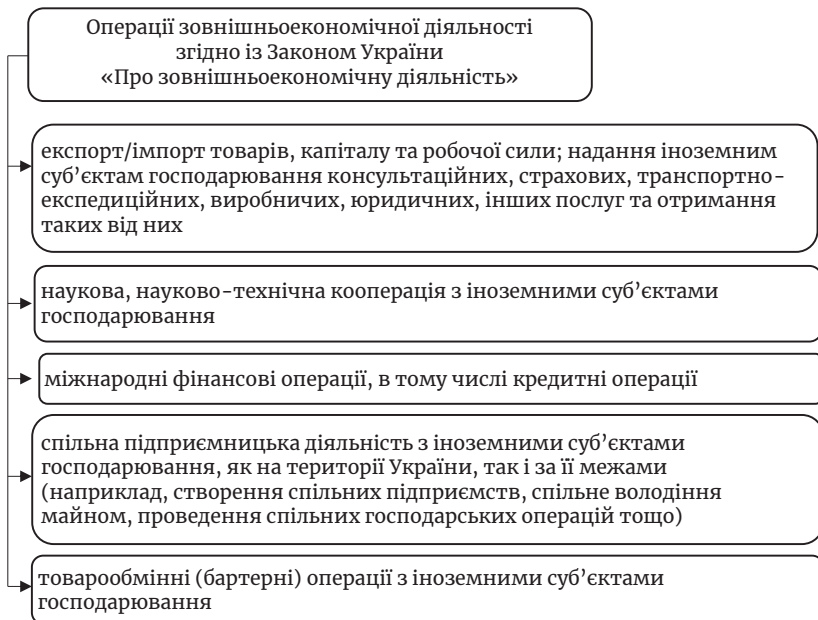 Операції зовнішньоекономічної діяльності
згідно із Законом України
«Про зовнішньоекономічну діяльність»
експорт/імпорт товарів, капіталу та робочої сили; надання іноземним
суб’єктам господарювання консультаційних, страхових, транспортно-
експедиційних, виробничих, юридичних, інших послуг та отримання
таких від них
наукова, науково-технічна кооперація з іноземними суб’єктами
господарювання
міжнародні фінансові операції, в тому числі кредитні операції
спільна підприємницька діяльність з іноземними суб’єктами
господарювання, як на території України, так і за її межами
(наприклад, створення спільних підприємств, спільне володіння
майном, проведення спільних господарських операцій тощо)
товарообмінні (бартерні) операції з іноземними суб’єктами
господарювання